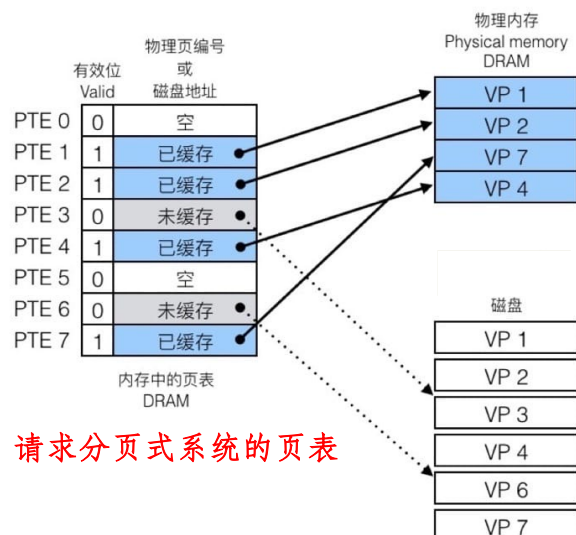 物理页编号
或
磁盘地址
有效位
Valid
PTE 0 0 空
PTE 1 1 已缓存
PTE 2 1 已缓存
PTE 3 0 未缓存
PTE 4 1 已缓存
PTE 5 0 空
PTE 6 0 未缓存
PTE 7 1 已缓存
内存中的页表
DRAM
请求分页式系统的页表
物理内存
Physical memory
DRAM
VP 1
VP 2
VP 7
VP 4
磁盘
VP 1
VP 2
VP 3
VP 4
VP 6
VP 7